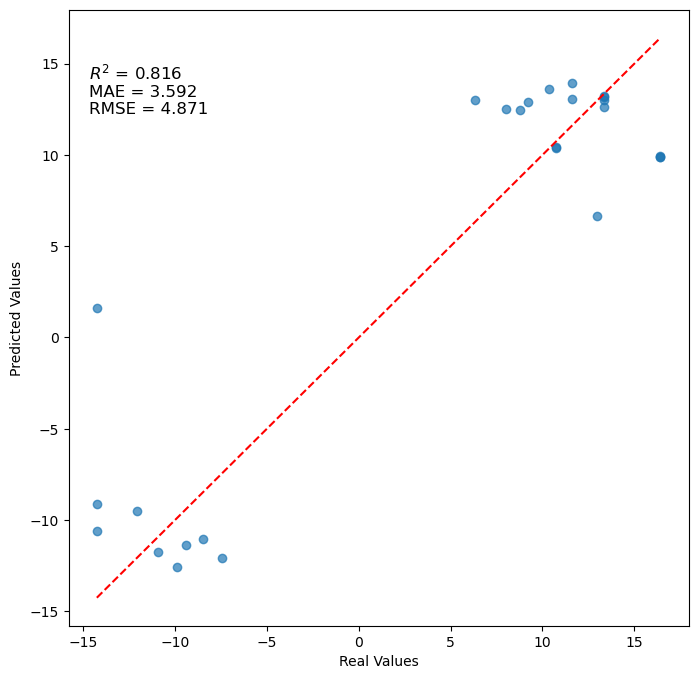 R² = 0.816
MAE = 3.592
RMSE = 4.871
15
10
5
0
−5
−10
−15
Predicted Values
−15 −10 −5 0 5 10 15
Real Values